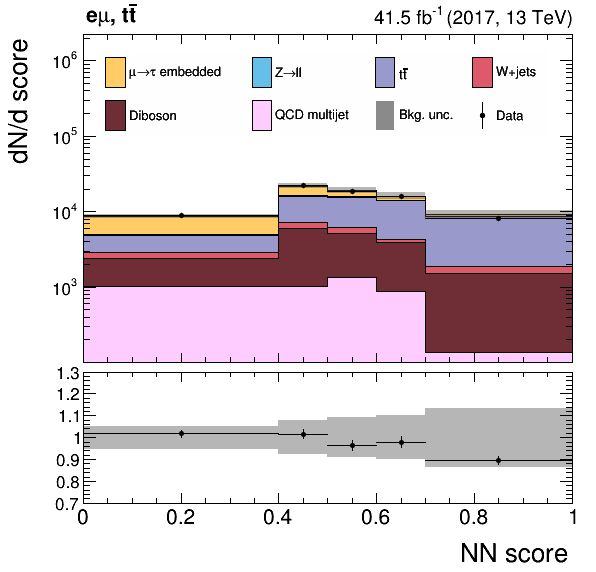 eμ, tt̄ 41.5 fb⁻¹ (2017, 13 TeV)
dN/d score
10⁶
μ→τ embedded Z→ll tt̄ W+jets
Diboson QCD multijet Bkg. unc. Data
10⁵
10⁴
10³
1.3
1.2
1.1
1
0.9
0.8
0.7
0 0.2 0.4 0.6 0.8 1
NN score